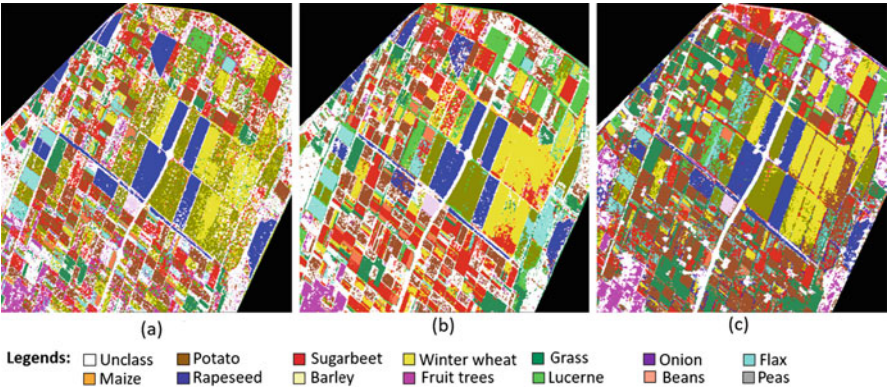 (a) (b) (c)
Legends: Unclass Potato Sugarbeet Winter wheat Grass Onion Flax
Maize Rapeseed Barley Fruit trees Lucerne Beans Peas